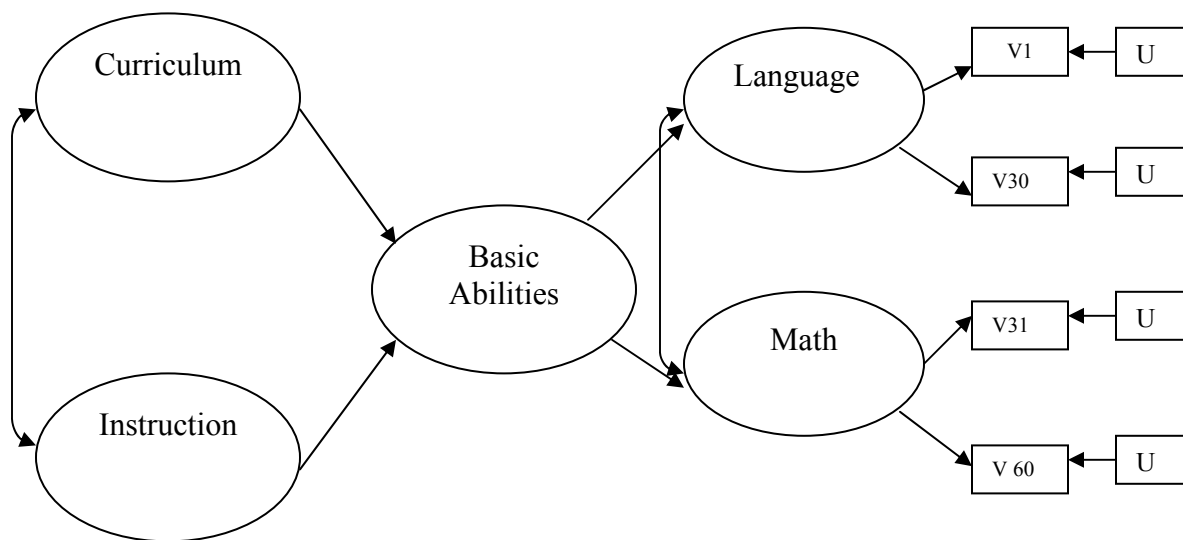 Curriculum
Instruction
Basic
Abilities
Language
Math
V1
U
V30
U
V31
U
V 60
U